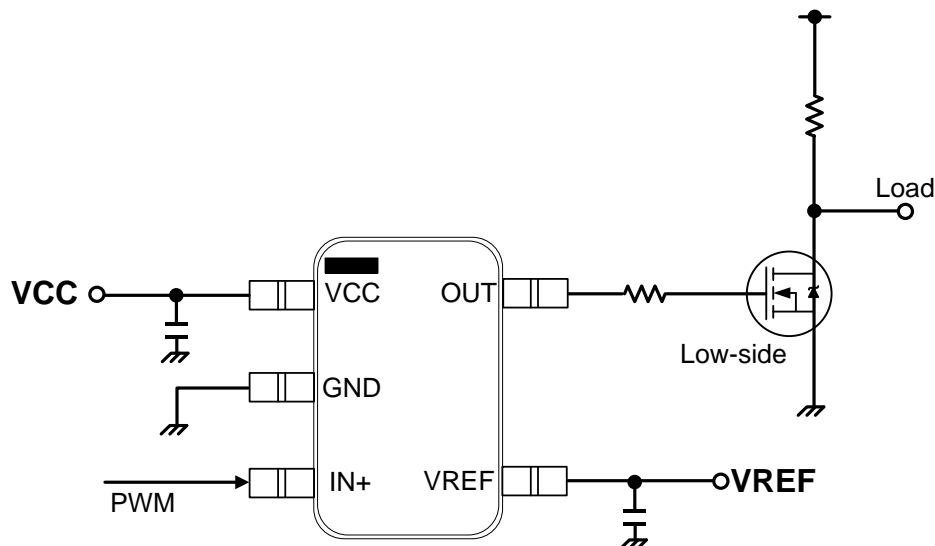 Load
VCC
VCC
OUT
Low-side
GND
IN+
VREF
VREF
PWM